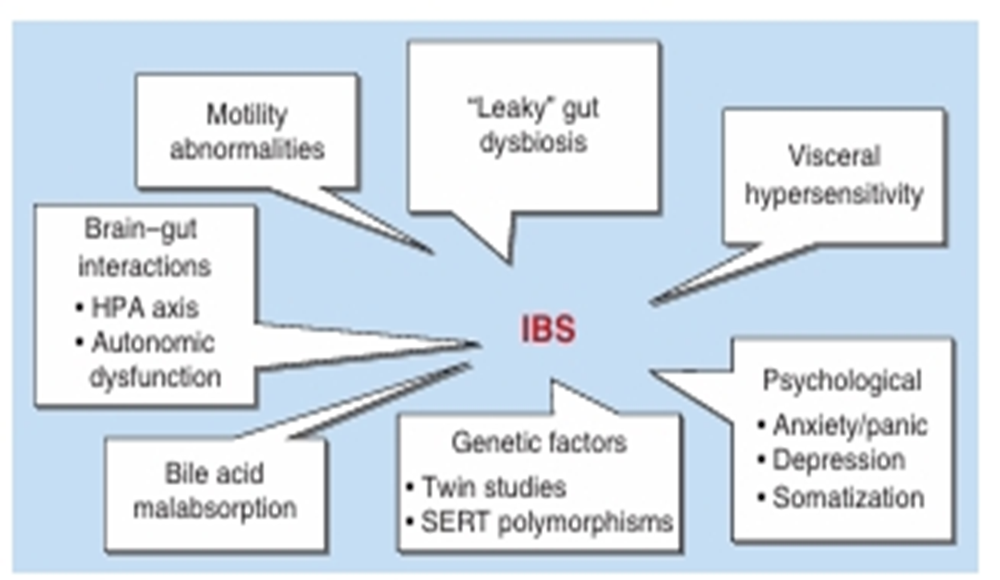 Motility
abnormalities
“Leaky” gut
dysbiosis
Visceral
hypersensitivity
Brain–gut
interactions
• HPA axis
• Autonomic
dysfunction
IBS
Psychological
• Anxiety/panic
• Depression
• Somatization
Bile acid
malabsorption
Genetic factors
• Twin studies
• SERT polymorphisms